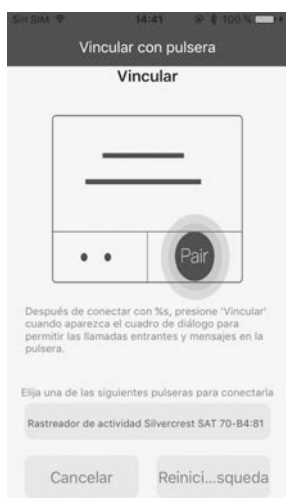 Sin SIM 14:41 100 %
Vincular con pulsera
Vincular
Pair
Después de conectar con %s, presione 'Vincular'
cuando aparezca el cuadro de diálogo para
permitir las llamadas entrantes y mensajes en la
pulsera.
Elija una de las siguientes pulseras para conectarla
Rastreador de actividad Silvercrest SAT 70-B4:81
Cancelar Reinici...squeda